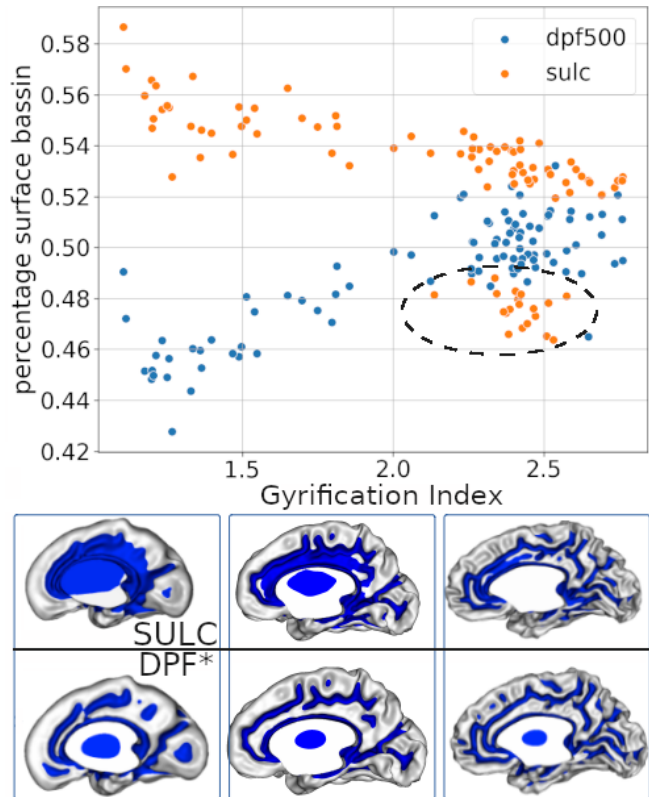 0.58
0.56
0.54
0.52
0.50
0.48
0.46
0.44
0.42
percentage surface bassin
dpf500
sulc
1.5 2.0 2.5
Gyrification Index
SULC
DPF*